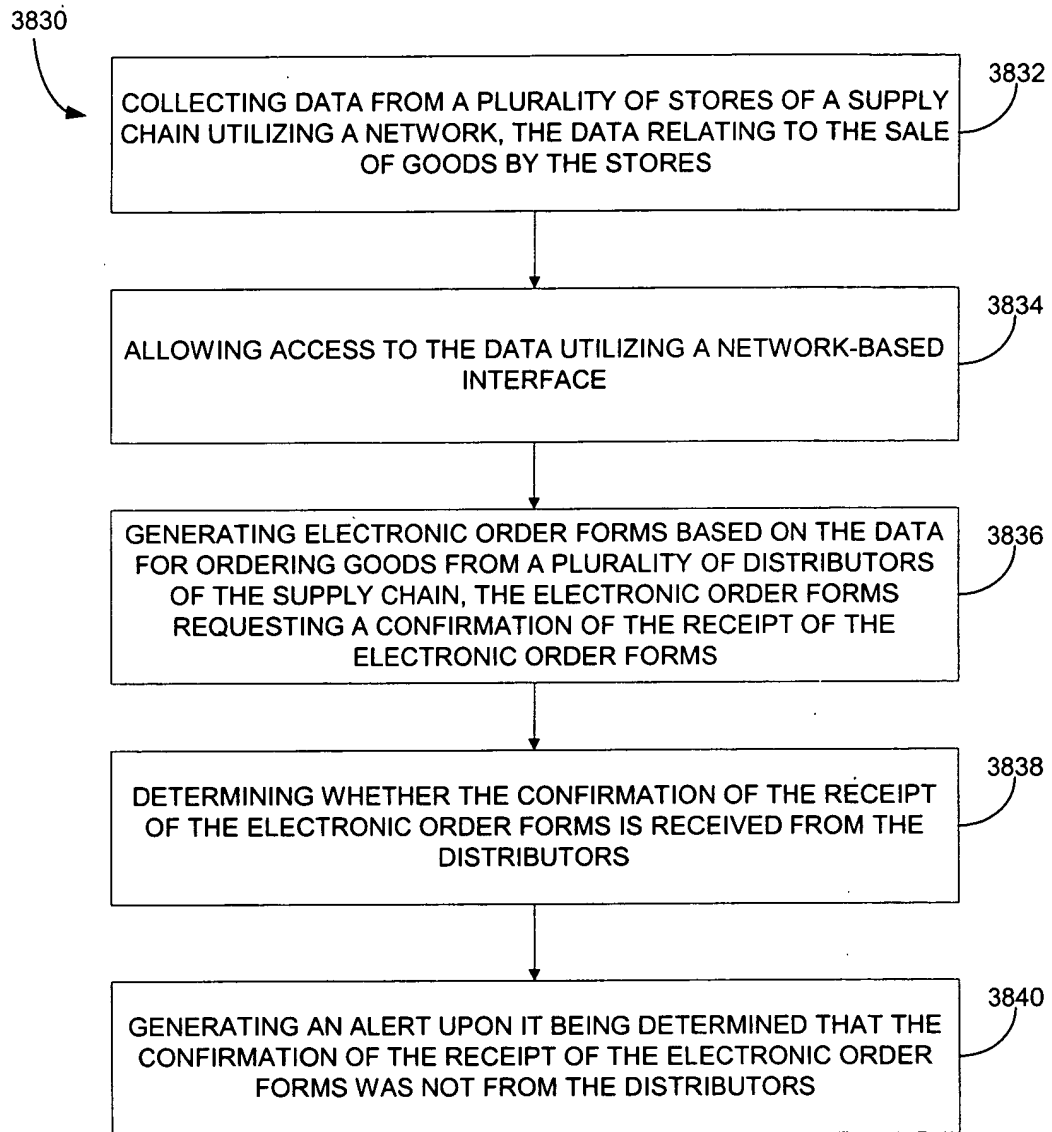 3830
3832
COLLECTING DATA FROM A PLURALITY OF STORES OF A SUPPLY
CHAIN UTILIZING A NETWORK, THE DATA RELATING TO THE SALE
OF GOODS BY THE STORES
3834
ALLOWING ACCESS TO THE DATA UTILIZING A NETWORK-BASED
INTERFACE
3836
GENERATING ELECTRONIC ORDER FORMS BASED ON THE DATA
FOR ORDERING GOODS FROM A PLURALITY OF DISTRIBUTORS
OF THE SUPPLY CHAIN, THE ELECTRONIC ORDER FORMS
REQUESTING A CONFIRMATION OF THE RECEIPT OF THE
ELECTRONIC ORDER FORMS
3838
DETERMINING WHETHER THE CONFIRMATION OF THE RECEIPT
OF THE ELECTRONIC ORDER FORMS IS RECEIVED FROM THE
DISTRIBUTORS
3840
GENERATING AN ALERT UPON IT BEING DETERMINED THAT THE
CONFIRMATION OF THE RECEIPT OF THE ELECTRONIC ORDER
FORMS WAS NOT FROM THE DISTRIBUTORS